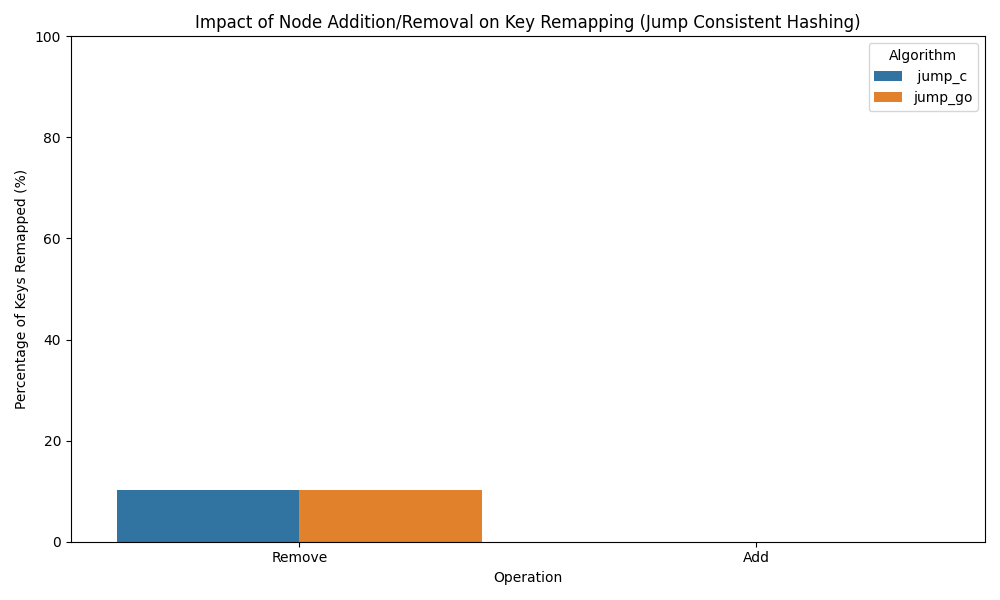 Impact of Node Addition/Removal on Key Remapping (Jump Consistent Hashing)
Algorithm
jump_c
jump_go
Percentage of Keys Remapped (%)
100
80
60
40
20
0
Remove
Add
Operation